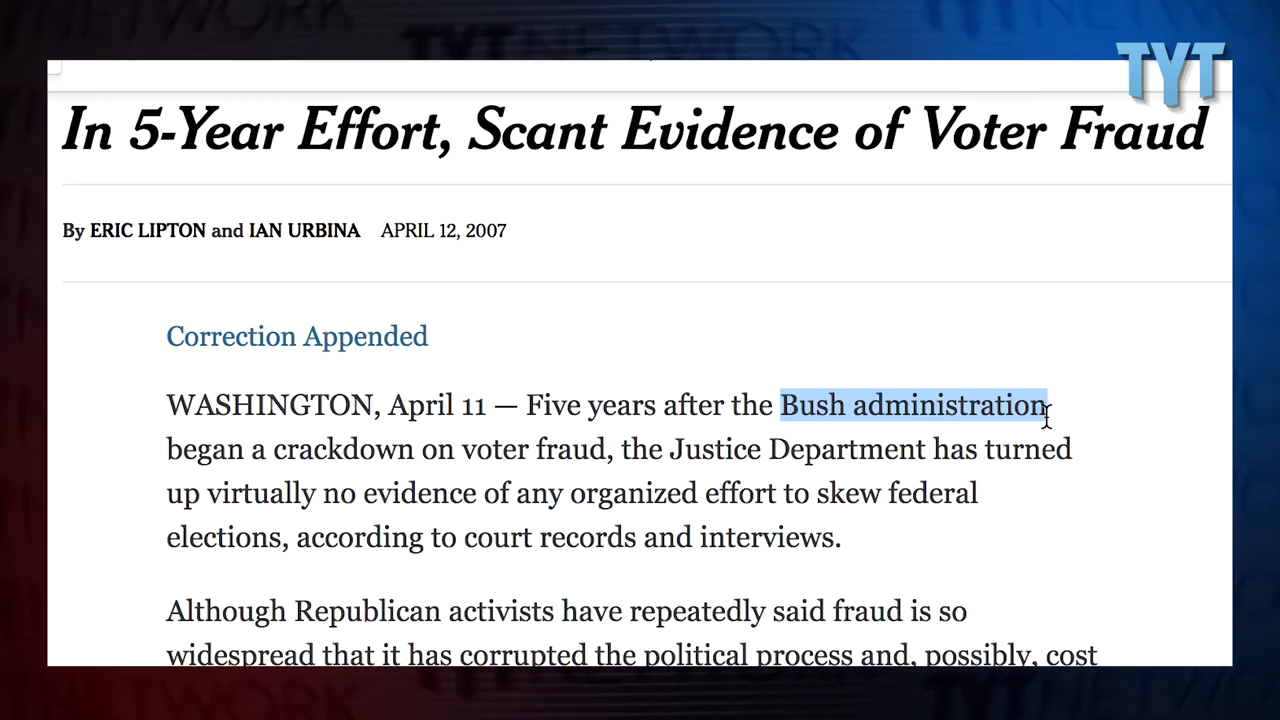 TYT
In 5-Year Effort, Scant Evidence of Voter Fraud
By ERIC LIPTON and IAN URBINA APRIL 12, 2007
Correction Appended
WASHINGTON, April 11 — Five years after the Bush administration
began a crackdown on voter fraud, the Justice Department has turned
up virtually no evidence of any organized effort to skew federal
elections, according to court records and interviews.
Although Republican activists have repeatedly said fraud is so
widespread that it has corrupted the political process and, possibly, cost